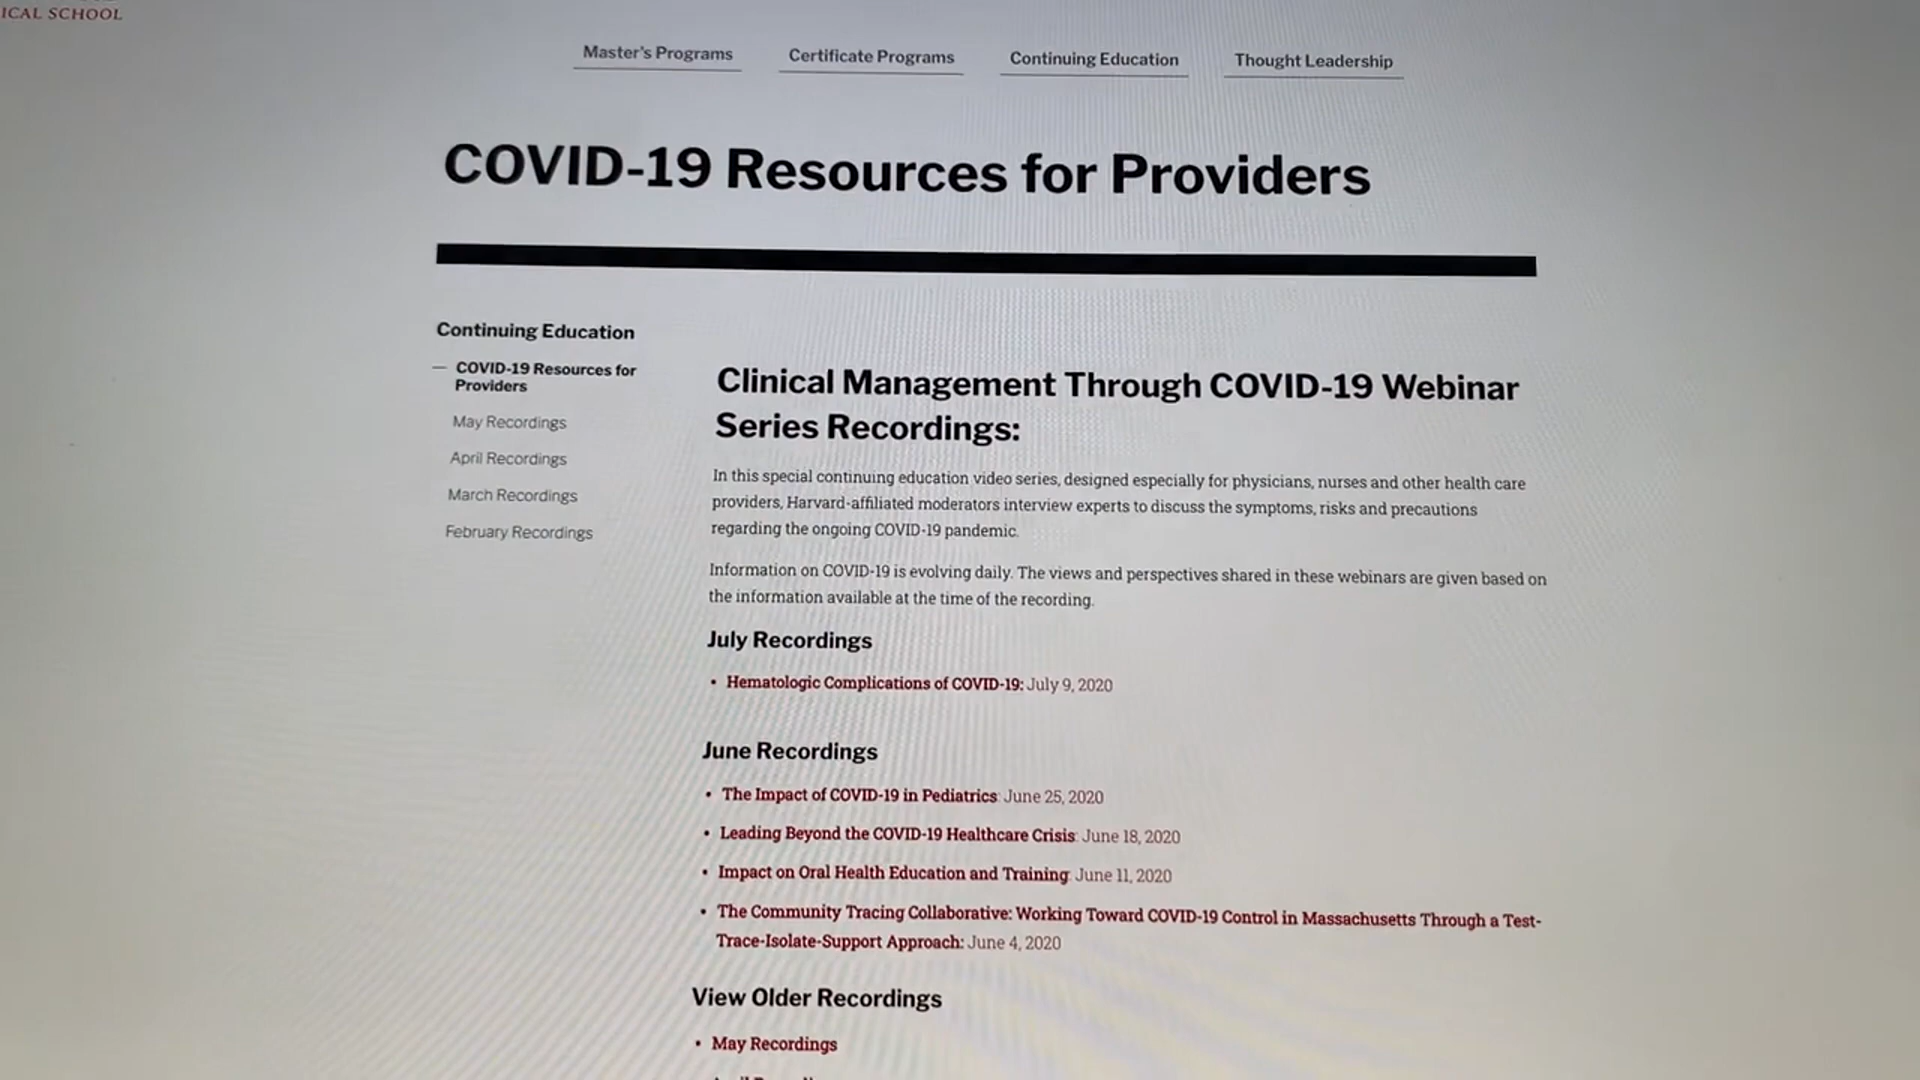 ICAL SCHOOL
Master's Programs
Certificate Programs
Continuing Education
Thought Leadership
COVID-19 Resources for Providers
Continuing Education
— COVID-19 Resources for
Providers
May Recordings
April Recordings
March Recordings
February Recordings
Clinical Management Through COVID-19 Webinar
Series Recordings:
In this special continuing education video series, designed especially for physicians, nurses and other health care
providers, Harvard-affiliated moderators interview experts to discuss the symptoms, risks and precautions
regarding the ongoing COVID-19 pandemic.
Information on COVID-19 is evolving daily. The views and perspectives shared in these webinars are given based on
the information available at the time of the recording.
July Recordings
• Hematologic Complications of COVID-19: July 9, 2020
June Recordings
• The Impact of COVID-19 in Pediatrics: June 25, 2020
• Leading Beyond the COVID-19 Healthcare Crisis: June 18, 2020
• Impact on Oral Health Education and Training: June 11, 2020
• The Community Tracing Collaborative: Working Toward COVID-19 Control in Massachusetts Through a Test-
Trace-Isolate-Support Approach: June 4, 2020
View Older Recordings
• May Recordings